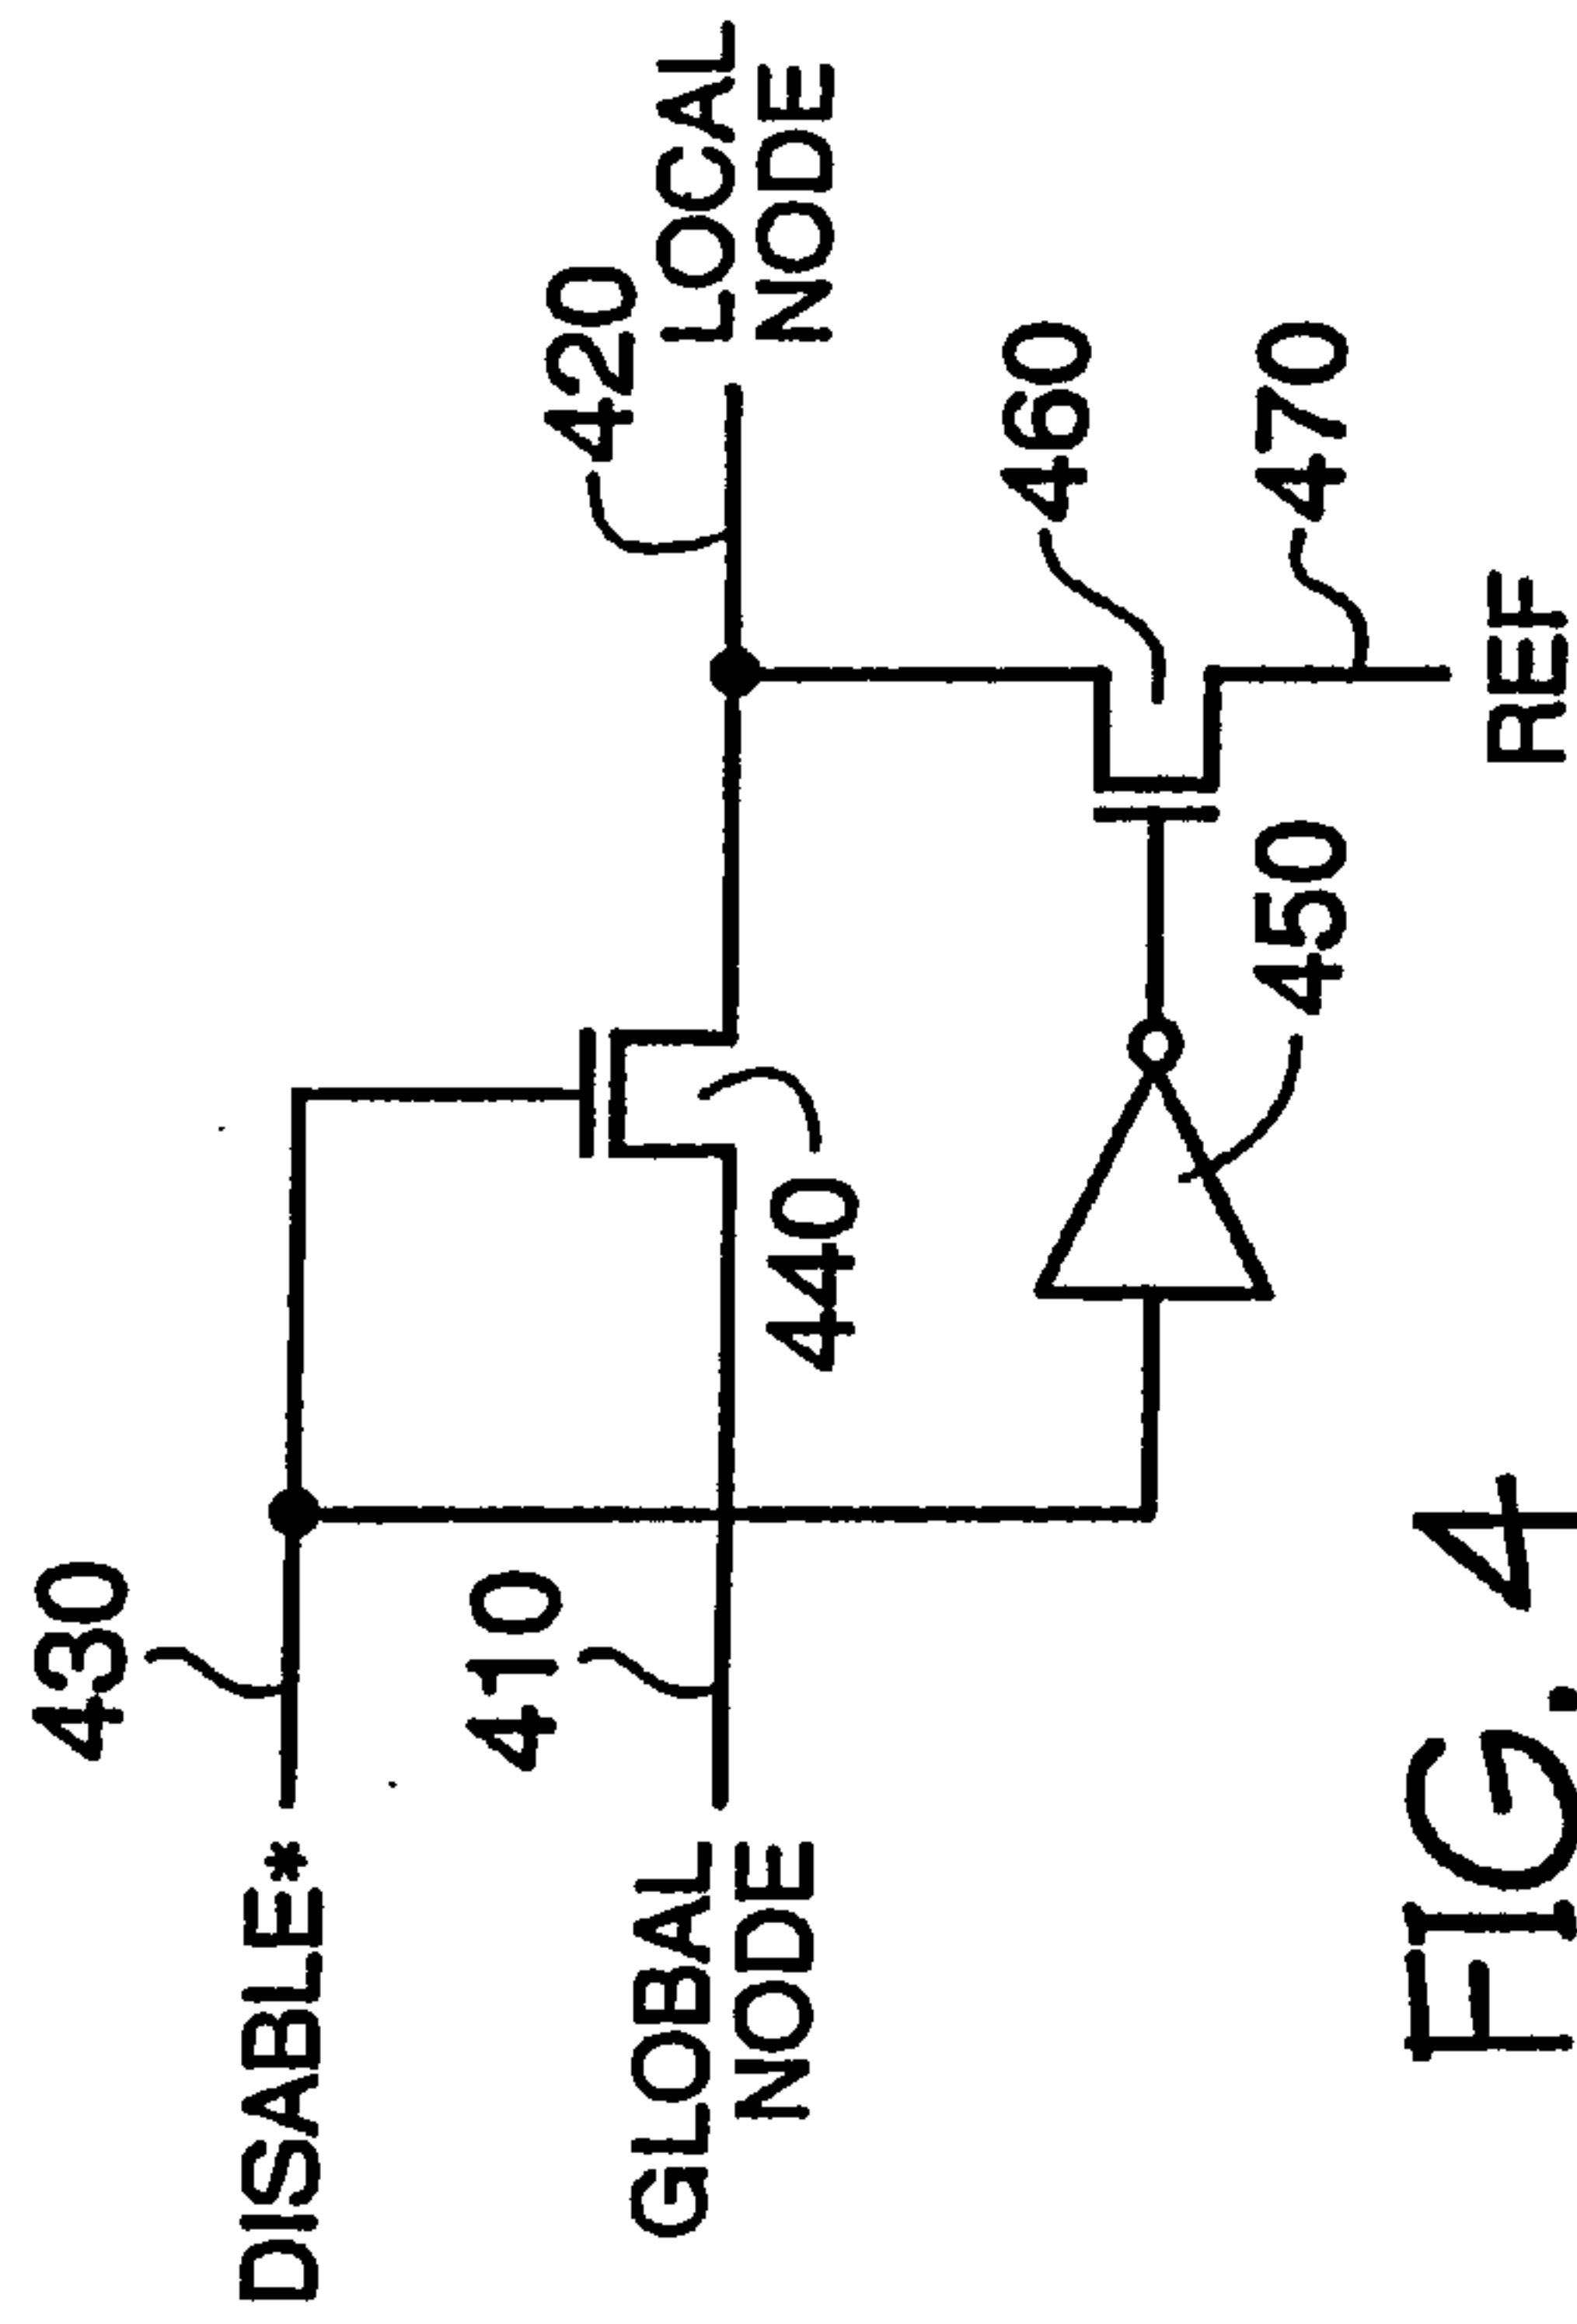 430
DISABLE*
410
GLOBAL
NODE
440
420
LOCAL
NODE
460
450
470
REF
FIG. 4